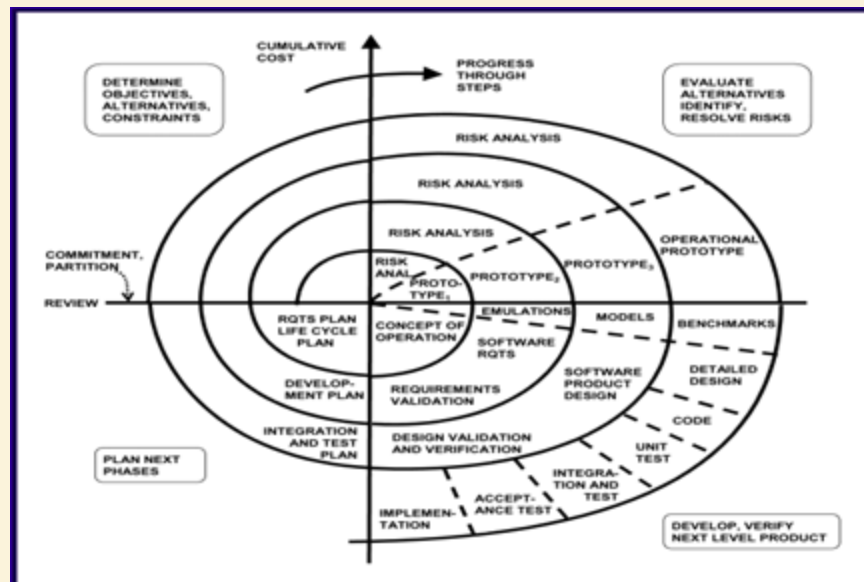 CUMULATIVE
COST
PROGRESS
THROUGH
STEPS
DETERMINE
OBJECTIVES,
ALTERNATIVES,
CONSTRAINTS
EVALUATE
ALTERNATIVES
IDENTIFY,
RESOLVE RISKS
RISK ANALYSIS
RISK ANALYSIS
RISK ANALYSIS
RISK
ANAL.
PROTO-
TYPE₁
PROTOTYPE₂
PROTOTYPE₃
OPERATIONAL
PROTOTYPE
COMMITMENT,
PARTITION
REVIEW
RQTS PLAN
LIFE CYCLE
PLAN
CONCEPT OF
OPERATION
EMULATIONS
MODELS
BENCHMARKS
SOFTWARE
RQTS
SOFTWARE
PRODUCT
DESIGN
DETAILED
DESIGN
DEVELOP-
MENT PLAN
REQUIREMENTS
VALIDATION
CODE
INTEGRATION
AND TEST
PLAN
DESIGN VALIDATION
AND VERIFICATION
UNIT
TEST
INTEGRA-
TION AND
TEST
ACCEPT-
ANCE TEST
IMPLEMEN-
TATION
PLAN NEXT
PHASES
DEVELOP, VERIFY
NEXT LEVEL PRODUCT